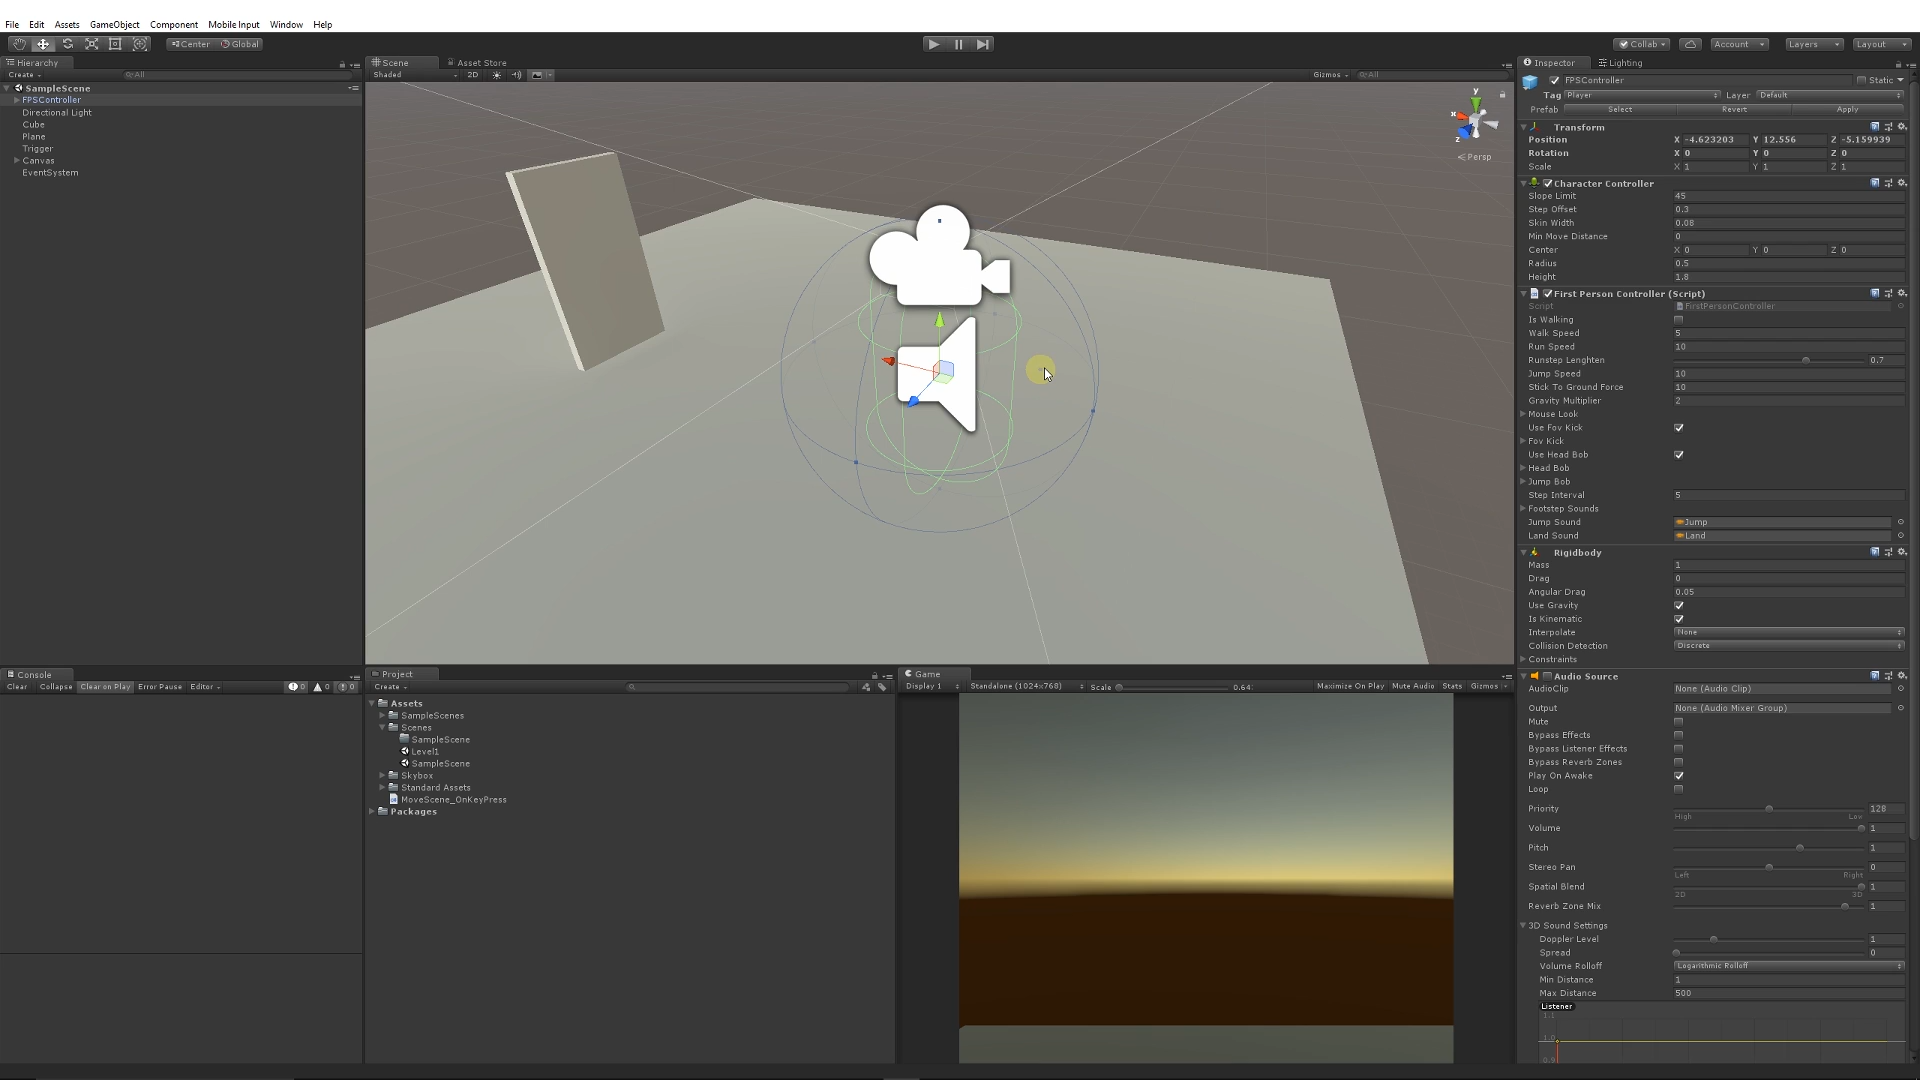 File Edit Assets GameObject Component Mobile Input Window Help
Center Global
Collab Account Layers Layout
Hierarchy
Create All
SampleScene
FPSController
Directional Light
Cube
Plane
Trigger
Canvas
EventSystem
Scene Asset Store
Shaded 2D Gizmos All
y
x
z
Persp
Inspector Lighting
FPSController Static
Tag Player Layer Default
Prefab Select Revert Apply
Transform
Position X -4.623203 Y 12.556 Z -5.159939
Rotation X 0 Y 0 Z 0
Scale X 1 Y 1 Z 1
Character Controller
Slope Limit 45
Step Offset 0.3
Skin Width 0.08
Min Move Distance 0
Center X 0 Y 0 Z 0
Radius 0.5
Height 1.8
First Person Controller (Script)
Script FirstPersonController
Is Walking
Walk Speed 5
Run Speed 10
Runstep Lenghten 0.7
Jump Speed 10
Stick To Ground Force 10
Gravity Multiplier 2
Mouse Look
Use Fov Kick
Fov Kick
Use Head Bob
Head Bob
Jump Bob
Step Interval 5
Footstep Sounds
Jump Sound Jump
Land Sound Land
Rigidbody
Mass 1
Drag 0
Angular Drag 0.05
Use Gravity
Is Kinematic
Interpolate None
Collision Detection Discrete
Constraints
Audio Source
AudioClip None (Audio Clip)
Output None (Audio Mixer Group)
Mute
Bypass Effects
Bypass Listener Effects
Bypass Reverb Zones
Play On Awake
Loop
Priority 128
High Low
Volume 1
Pitch 1
Stereo Pan 0
Left Right
Spatial Blend 1
2D 3D
Reverb Zone Mix 1
3D Sound Settings
Doppler Level 1
Spread 0
Volume Rolloff Logarithmic Rolloff
Min Distance 1
Max Distance 500
Listener
1.1
1.0
0.9
Console
Clear Collapse Clear on Play Error Pause Editor 0 0 0
Project
Create
Assets
SampleScenes
Scenes
SampleScene
Level1
SampleScene
Skybox
Standard Assets
MoveScene_OnKeyPress
Packages
Game
Display 1 Standalone (1024x768) Scale 0.64 Maximize On Play Mute Audio Stats Gizmos